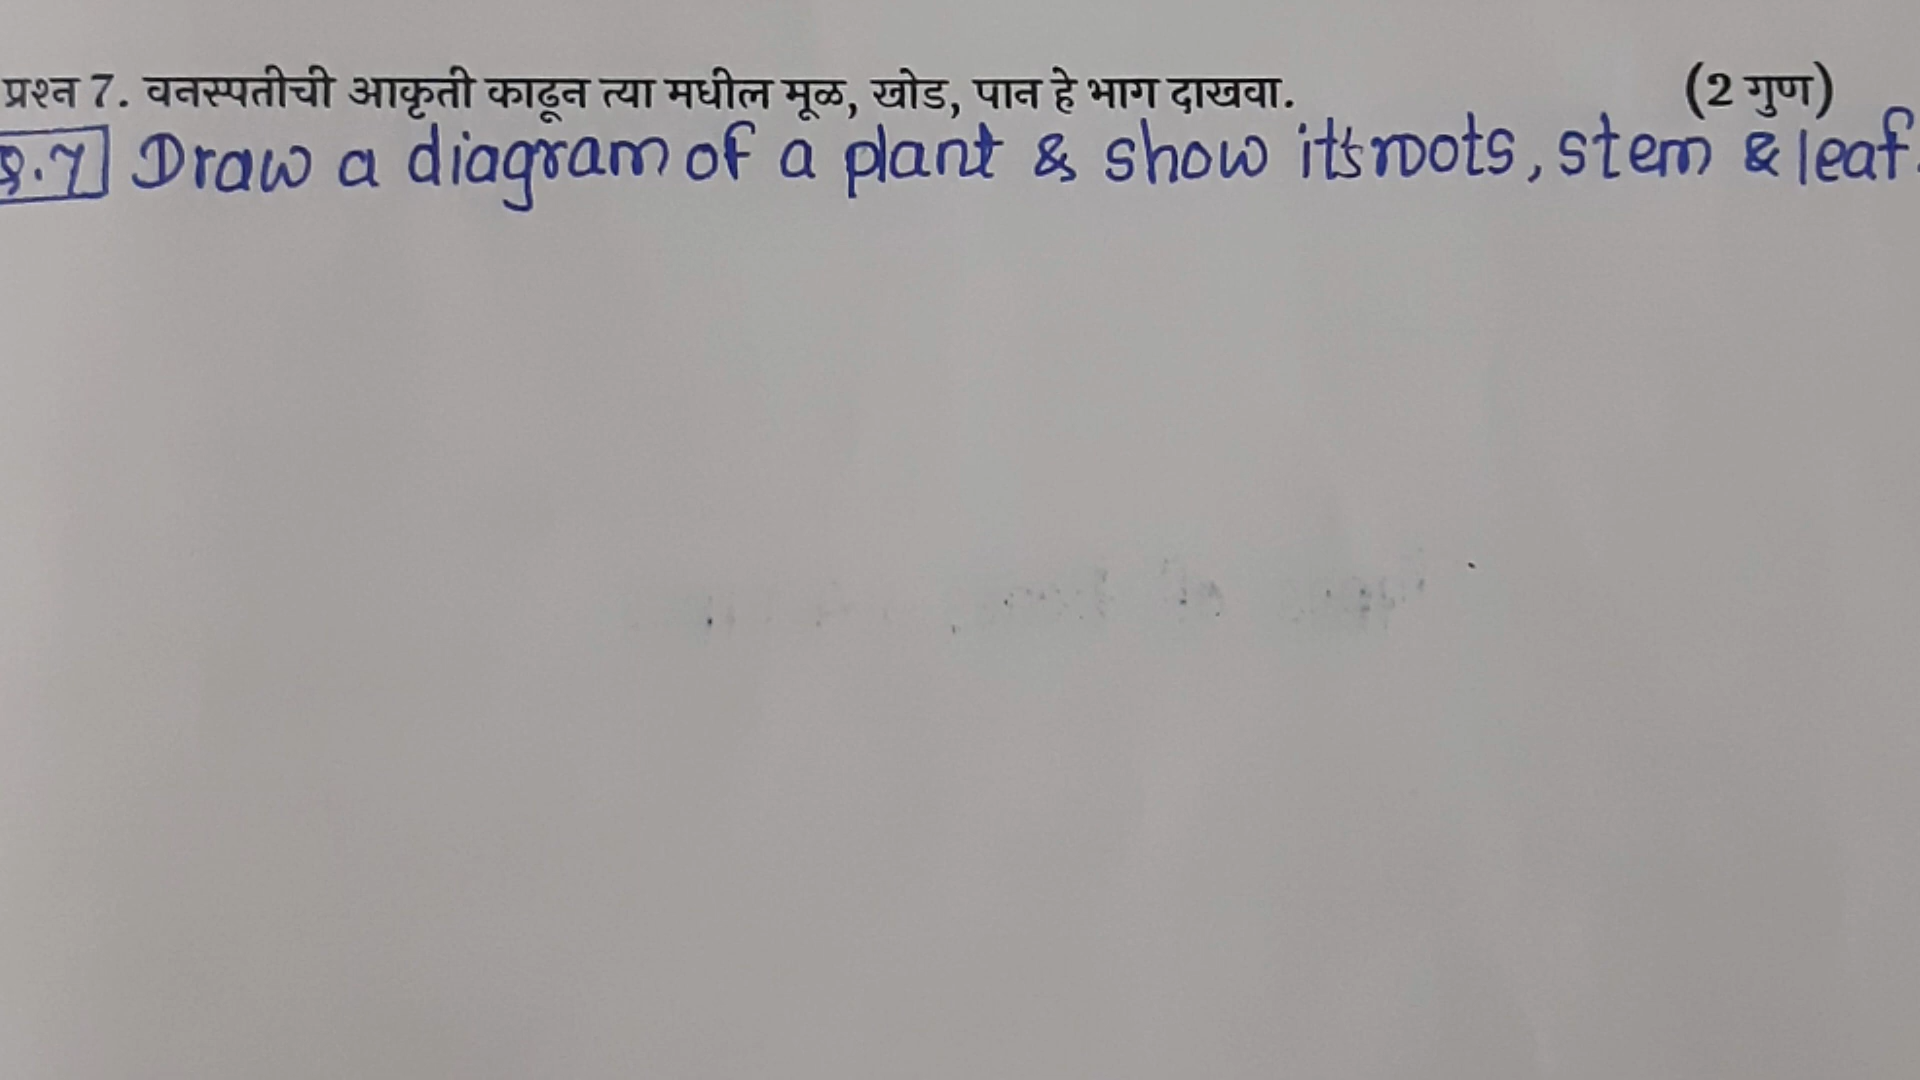 प्रश्न 7. वनस्पतीची आकृती काढून त्या मधील मूळ, खोड, पान हे भाग दाखवा. (2 गुण)
Q.7 Draw a diagram of a plant & show its roots, stem & leaf.